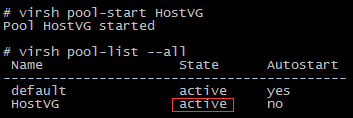 # virsh pool-start HostVG
Pool HostVG started
# virsh pool-list --all
Name State Autostart
-------------------------------------------
default active yes
HostVG active no